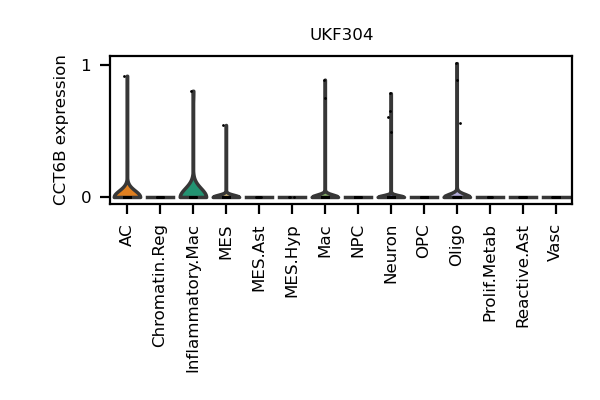 UKF304
CCT6B expression
1
0
AC
Chromatin.Reg
Inflammatory.Mac
MES
MES.Ast
MES.Hyp
Mac
NPC
Neuron
OPC
Oligo
Prolif.Metab
Reactive.Ast
Vasc